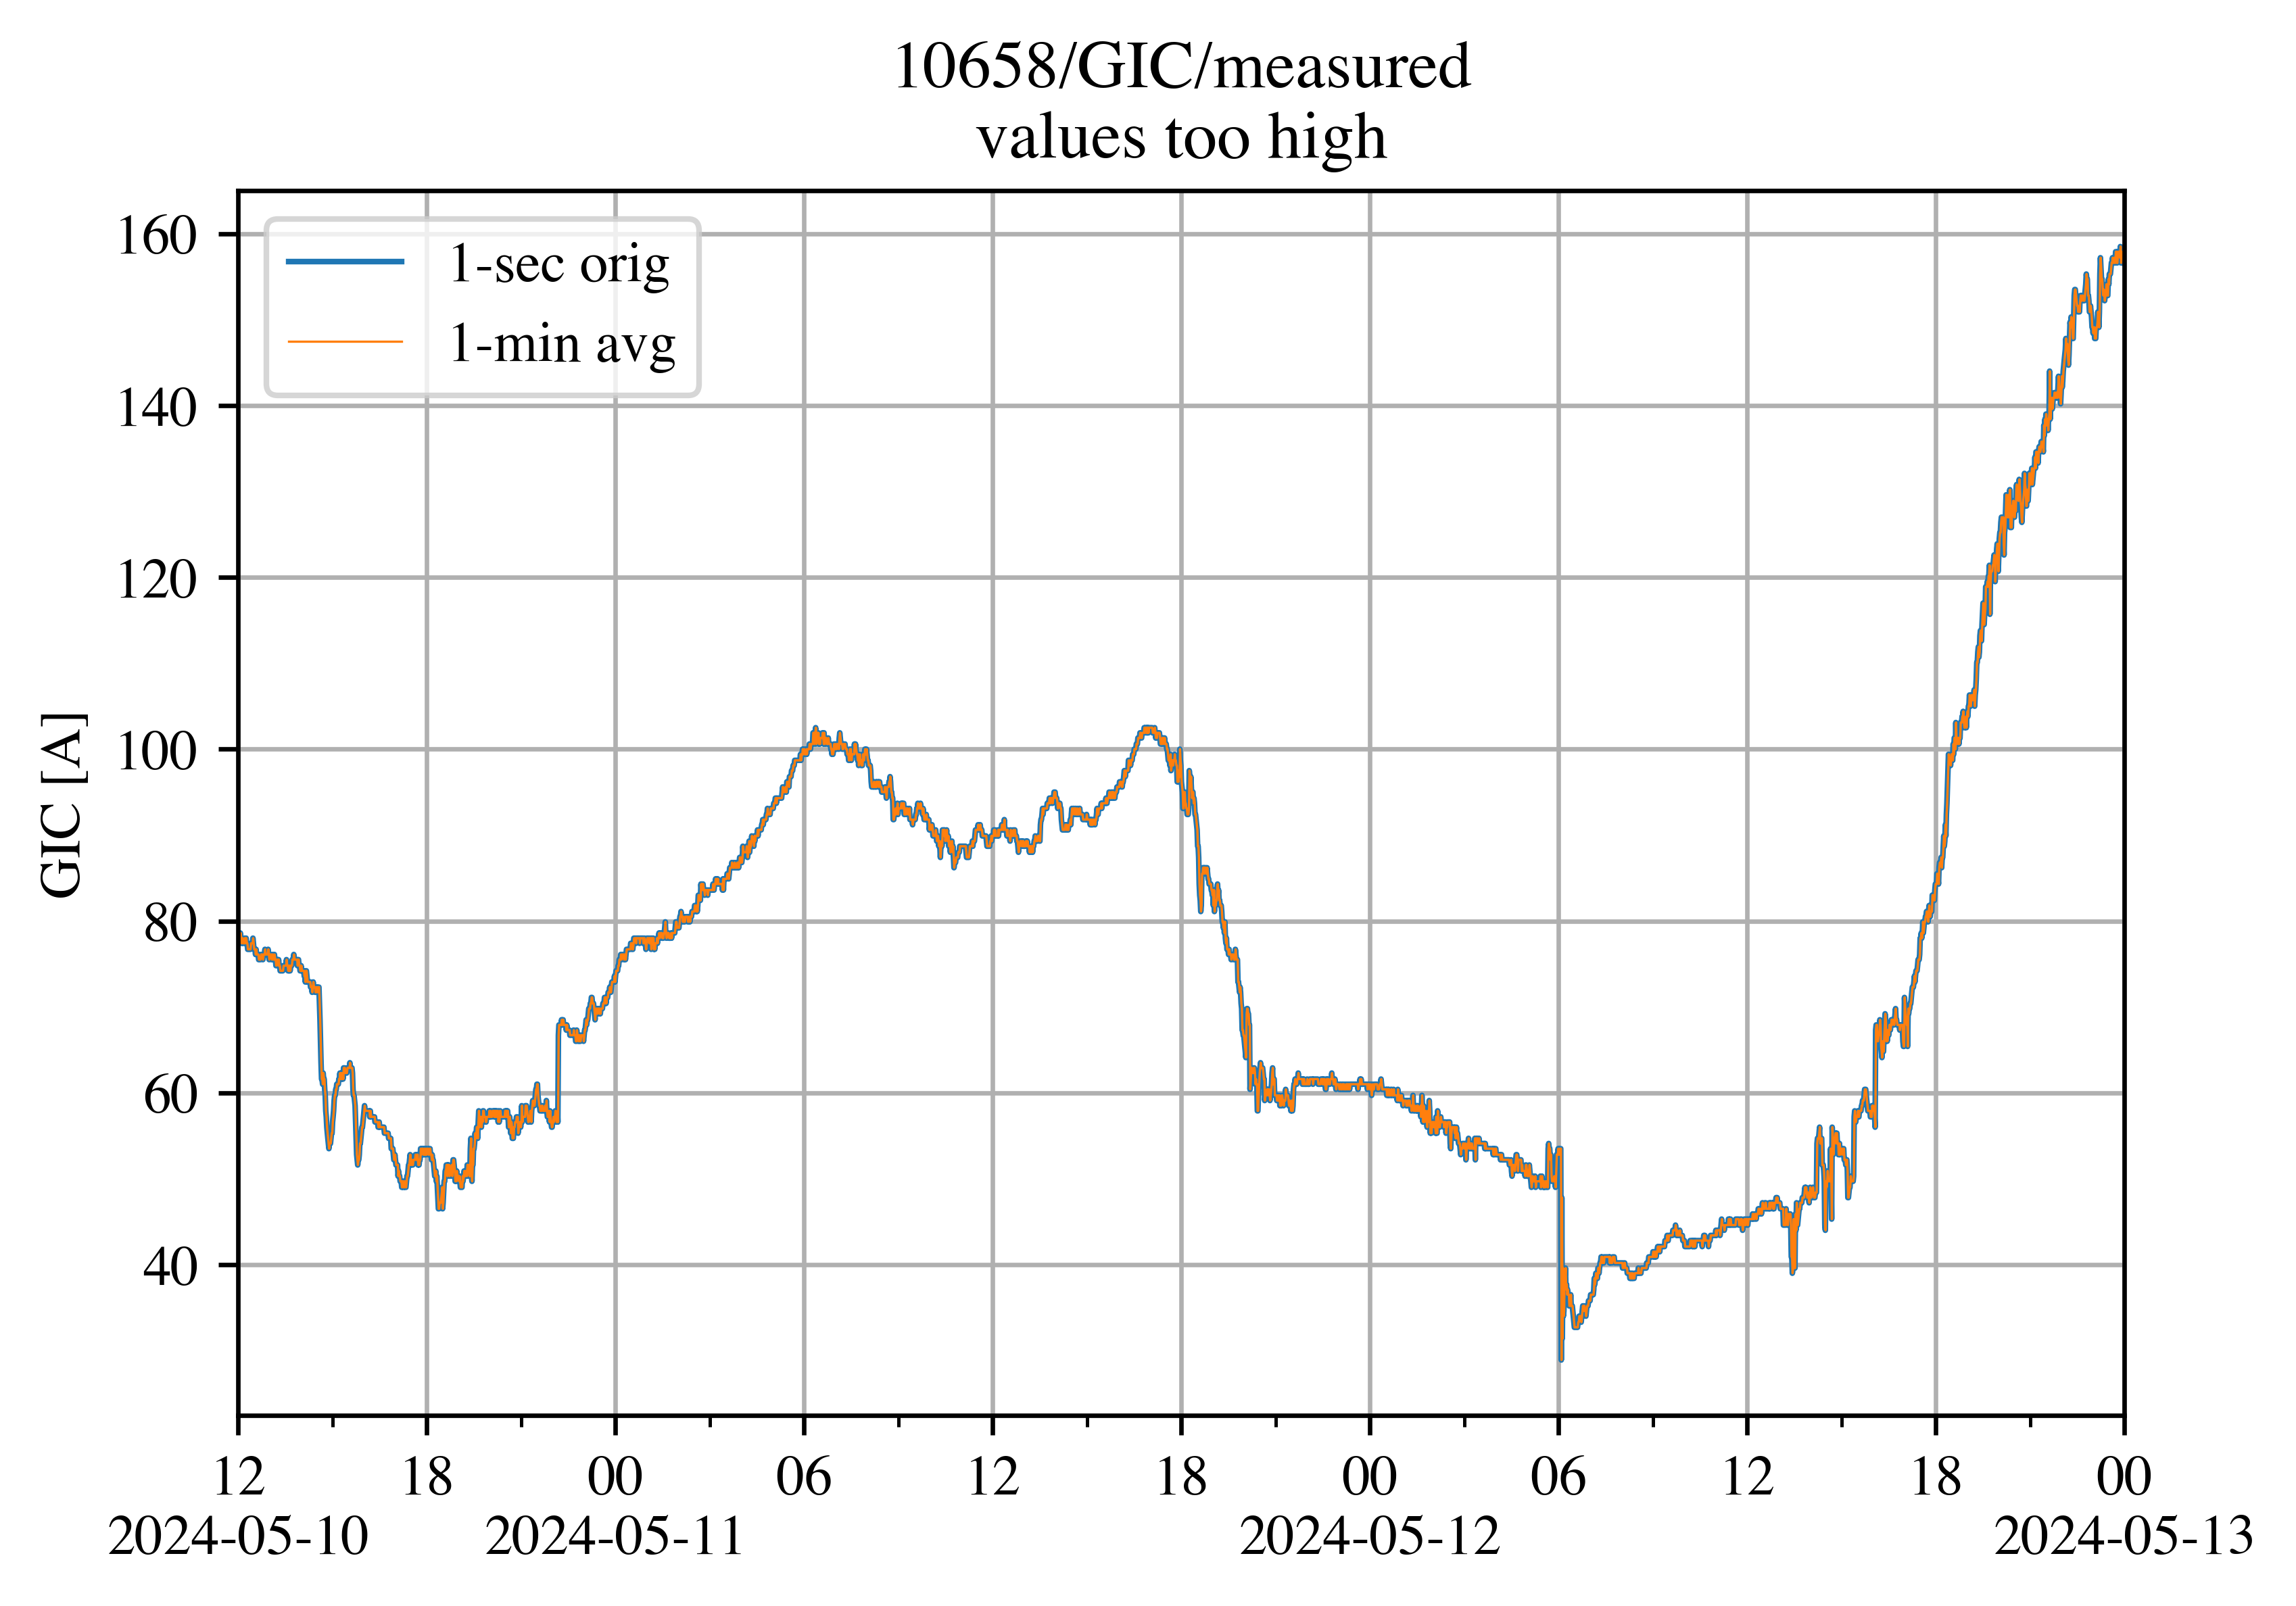 10658/GIC/measured
values too high
1-sec orig
1-min avg
160
140
120
100
80
60
40
GIC [A]
12 18 00 06 12 18 00 06 12 18 00
2024-05-10 2024-05-11 2024-05-12 2024-05-13